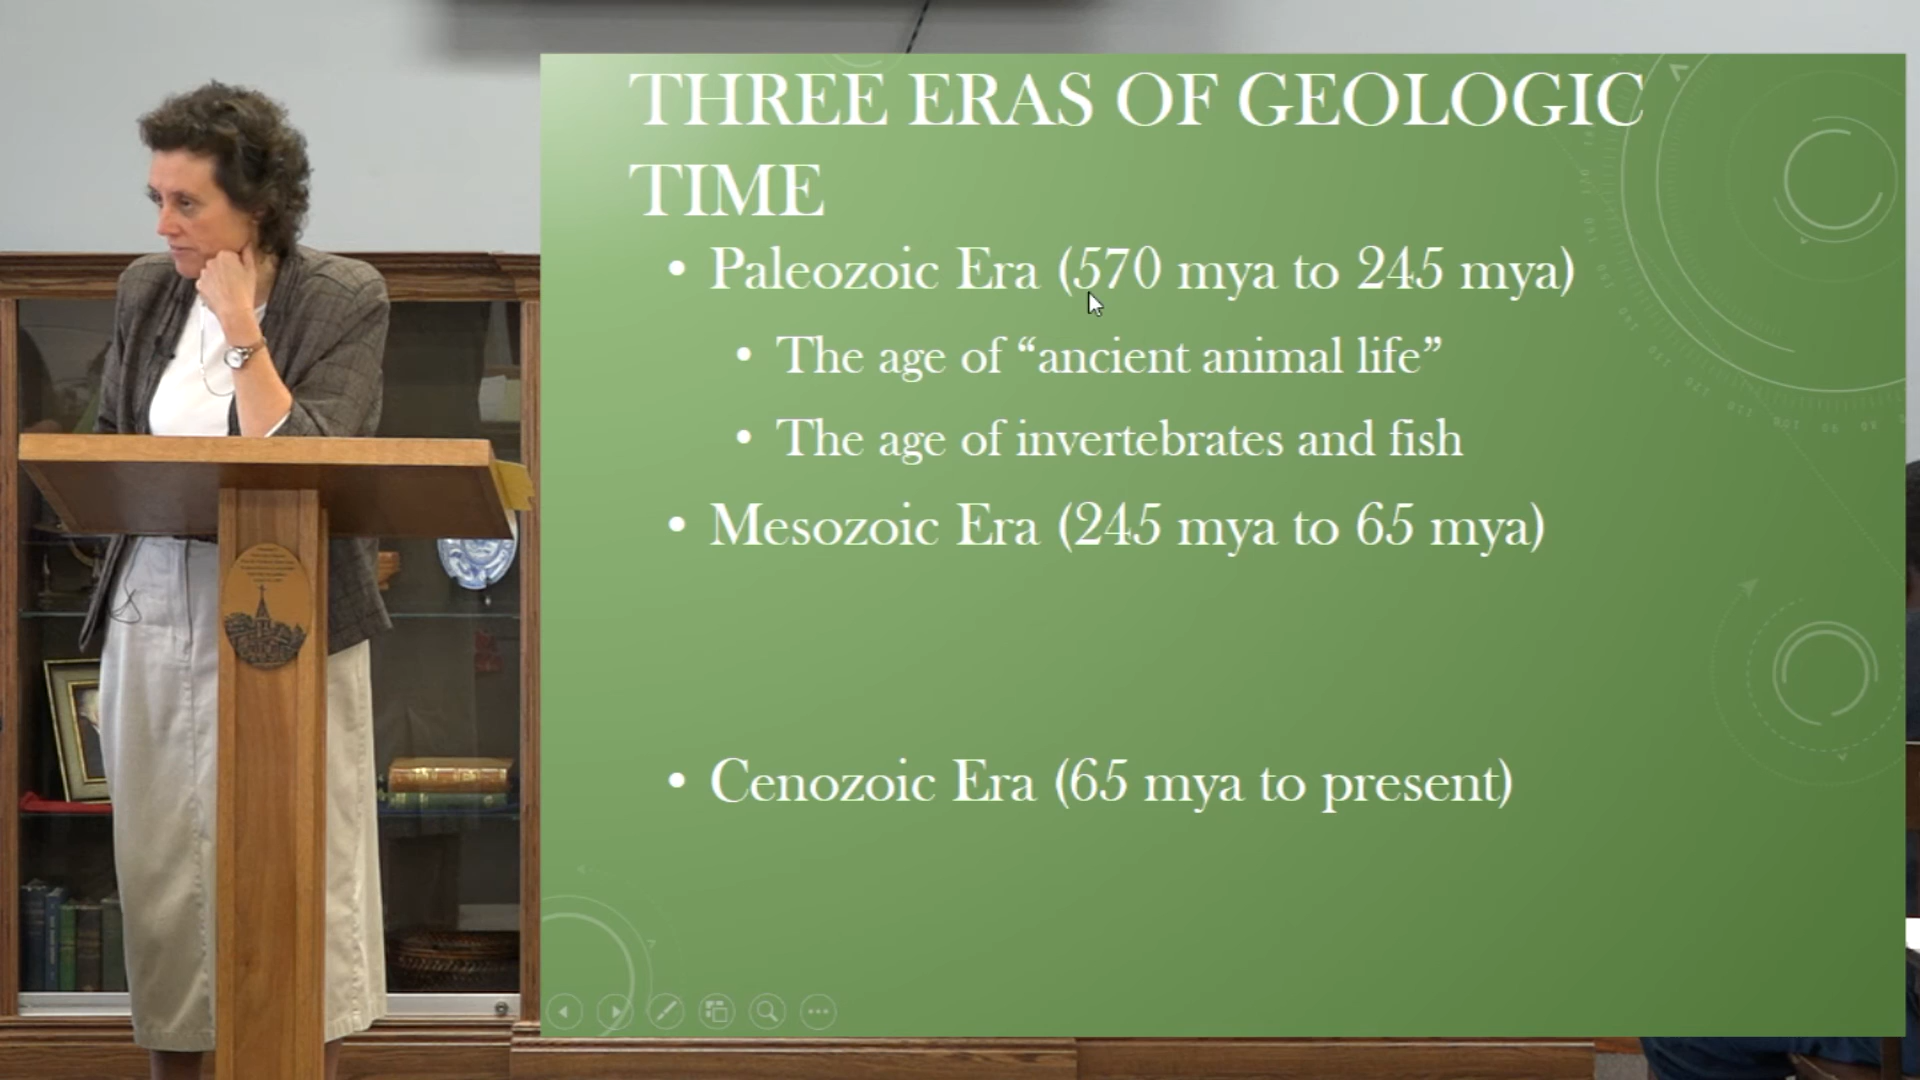 THREE ERAS OF GEOLOGIC
TIME
• Paleozoic Era (570 mya to 245 mya)
• The age of “ancient animal life”
• The age of invertebrates and fish
• Mesozoic Era (245 mya to 65 mya)
• Cenozoic Era (65 mya to present)